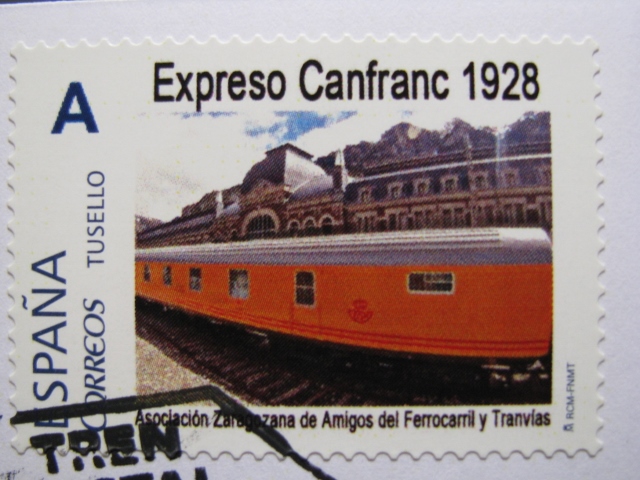 A
Expreso Canfranc 1928
ESPAÑA
CORREOS
TUSELLO
Asociación Zaragozana de Amigos del Ferrocarril y Tranvías
RCM-FNMT
TREN